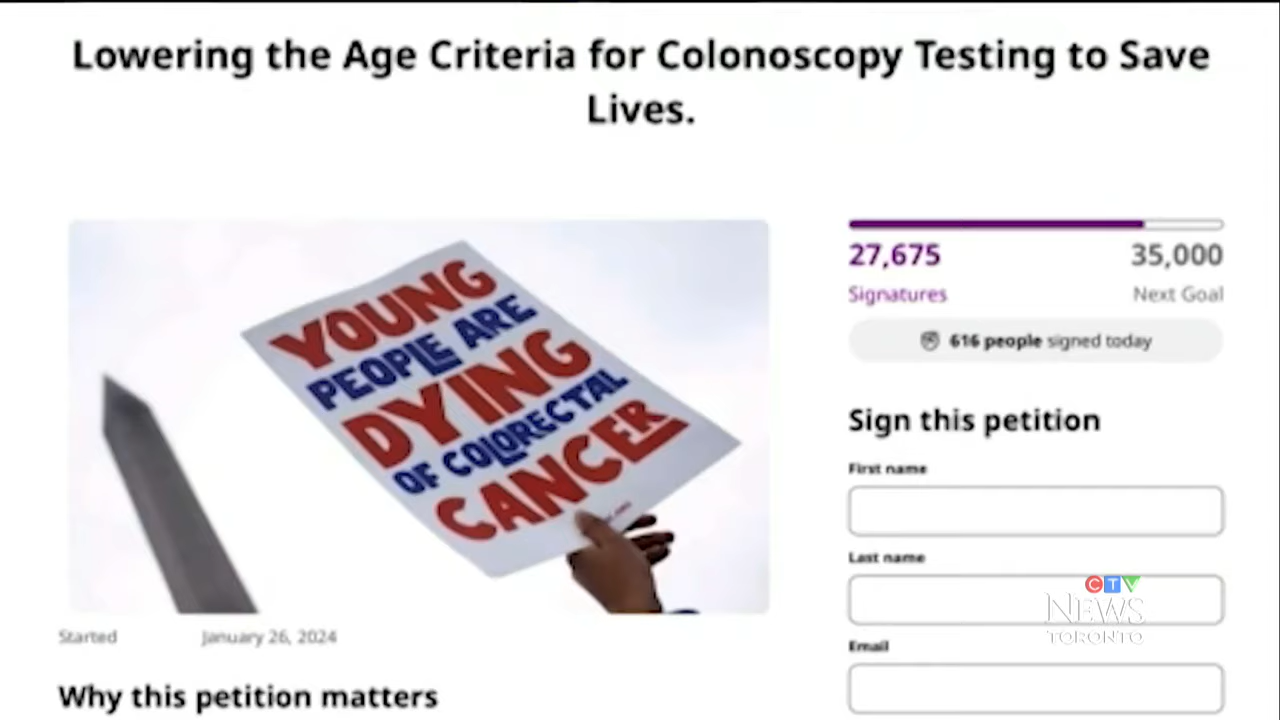 Lowering the Age Criteria for Colonoscopy Testing to Save
Lives.
YOUNG
PEOPLE ARE
DYING
OF COLORECTAL
CANCER
Started January 26, 2024
Why this petition matters
27,675 35,000
Signatures Next Goal
616 people signed today
Sign this petition
First name
Last name
Email
CTV
NEWS
TORONTO